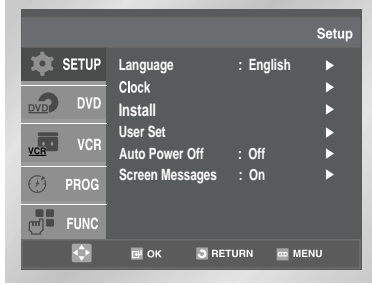 Setup
SETUP
DVD DVD
VCR VCR
PROG
FUNC
Language : English
Clock
Install
User Set
Auto Power Off : Off
Screen Messages : On
OK RETURN MENU